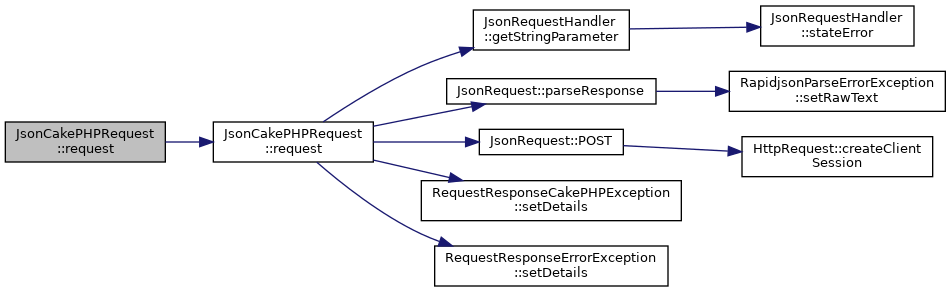 JsonCakePHPRequest
::request
JsonCakePHPRequest
::request
JsonRequestHandler
::getStringParameter
JsonRequestHandler
::stateError
JsonRequest::parseResponse
RapidjsonParseErrorException
::setRawText
JsonRequest::POST
HttpRequest::createClient
Session
RequestResponseCakePHPException
::setDetails
RequestResponseErrorException
::setDetails